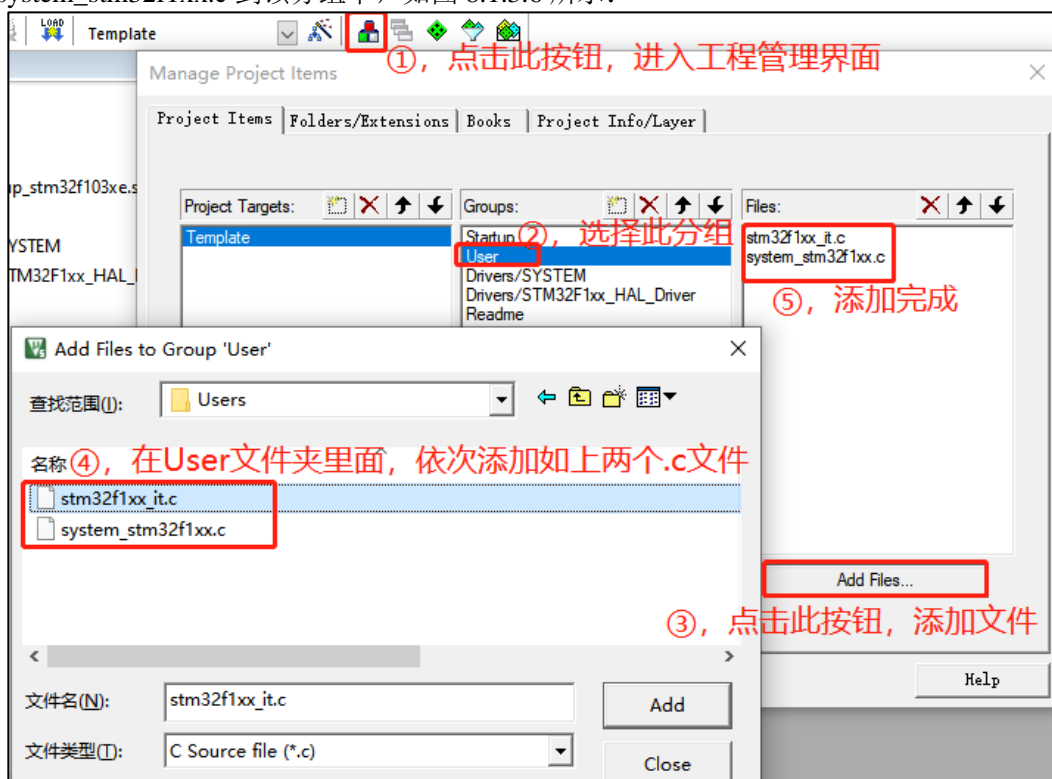 LOAD
Template
①，点击此按钮，进入工程管理界面
Manage Project Items
Project Items
Folders/Extensions
Books
Project Info/Layer
up_stm32f103xe.s
YSTEM
TM32F1xx_HAL_
Project Targets:
Template
Groups:
Startup
User
Drivers/SYSTEM
Drivers/STM32F1xx_HAL_Driver
Readme
②，选择此分组
Files:
stm32f1xx_it.c
system_stm32f1xx.c
⑤，添加完成
Add Files to Group 'User'
查找范围(I):
Users
名称
④，在User文件夹里面，依次添加如上两个.c文件
stm32f1xx_it.c
system_stm32f1xx.c
Add Files...
③，点击此按钮，添加文件
文件名(N):
stm32f1xx_it.c
Add
Help
文件类型(T):
C Source file (*.c)
Close